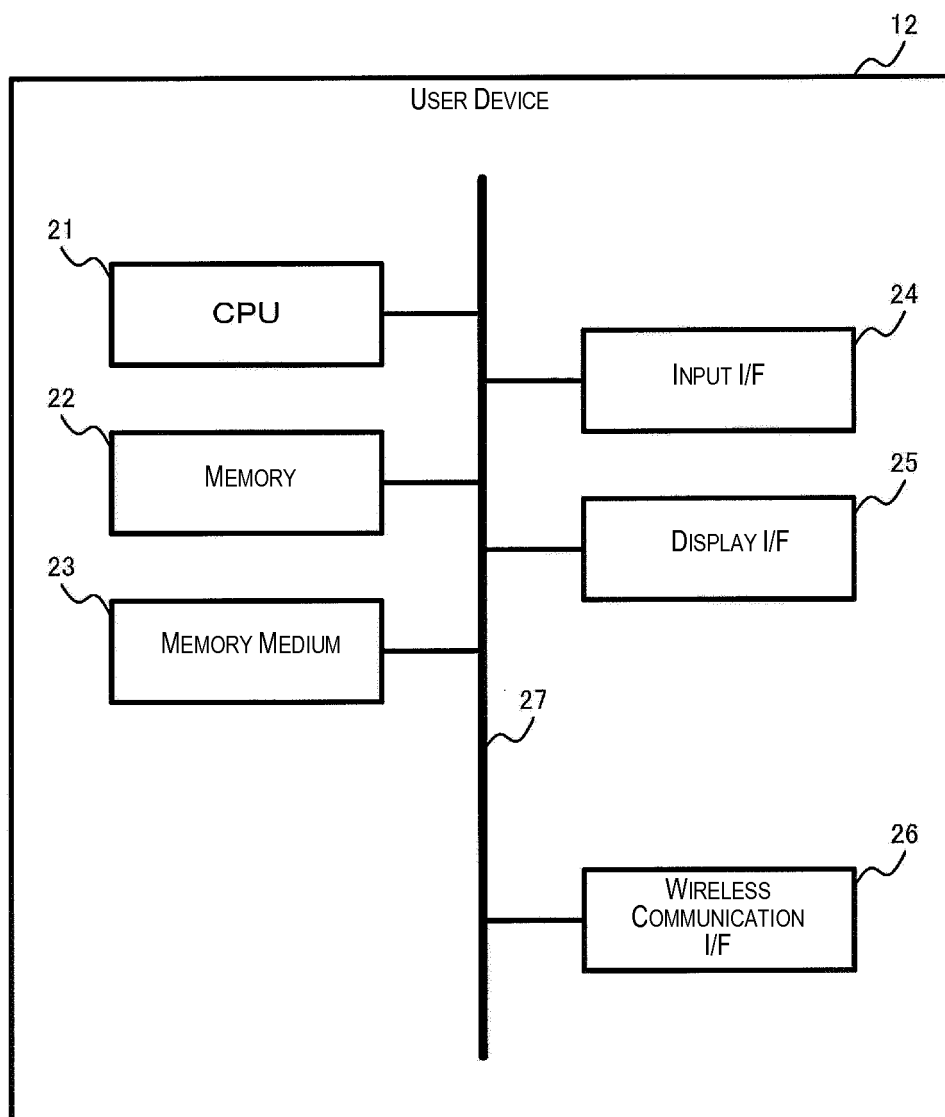 12
USER DEVICE
21
CPU
24
INPUT I/F
22
MEMORY
25
DISPLAY I/F
23
MEMORY MEDIUM
27
26
WIRELESS
COMMUNICATION
I/F